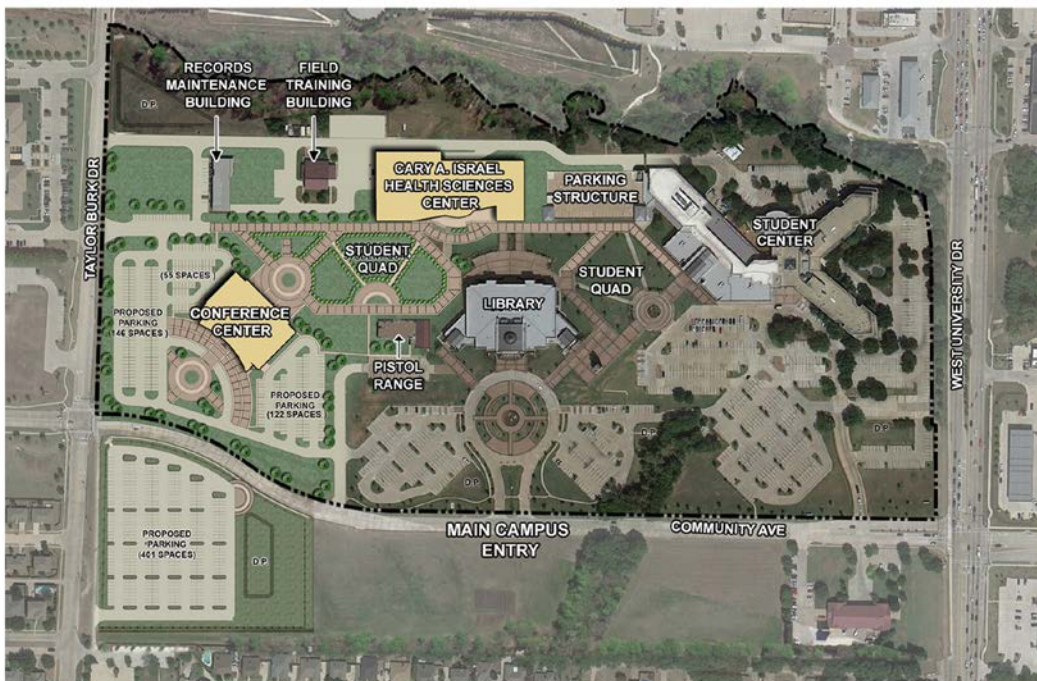 RECORDS
MAINTENANCE
BUILDING
FIELD
TRAINING
BUILDING
D.P.
CARY A. ISRAEL
HEALTH SCIENCES
CENTER
PARKING
STRUCTURE
STUDENT
CENTER
TAYLOR BURK DR
STUDENT
QUAD
STUDENT
QUAD
(55 SPACES)
LIBRARY
CONFERENCE
CENTER
PROPOSED
PARKING
(146 SPACES)
WEST UNIVERSITY DR
PISTOL
RANGE
PROPOSED
PARKING
(122 SPACES)
D.P.
D.P.
D.P.
MAIN CAMPUS
ENTRY
COMMUNITY AVE
PROPOSED
PARKING
(401 SPACES)
D.P.